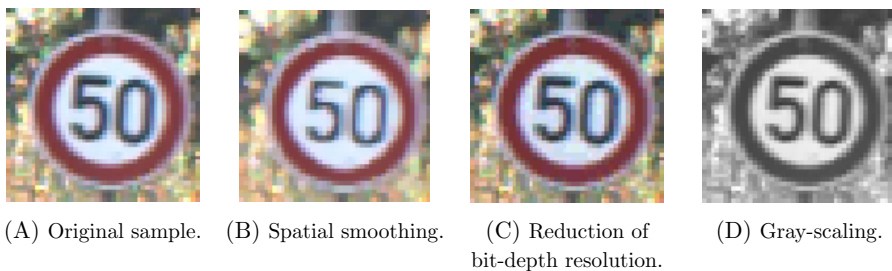 50 50 50 50
(A) Original sample. (B) Spatial smoothing. (C) Reduction of (D) Gray-scaling.
bit-depth resolution.